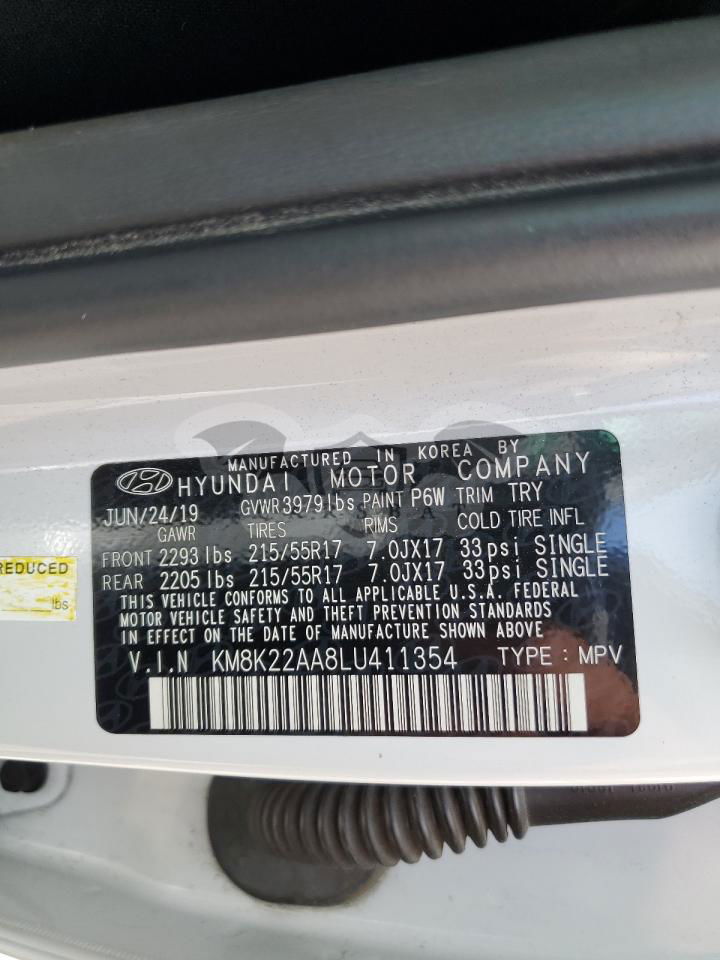 MANUFACTURED IN KOREA BY
HYUNDAI MOTOR COMPANY
JUN/24/19 GVWR 3979lbs PAINT P6W TRIM TRY
GAWR TIRES RIMS COLD TIRE INFL
FRONT 2293 lbs 215/55R17 7.0JX17 33psi SINGLE
REAR 2205 lbs 215/55R17 7.0JX17 33psi SINGLE
THIS VEHICLE CONFORMS TO ALL APPLICABLE U.S.A. FEDERAL
MOTOR VEHICLE SAFETY AND THEFT PREVENTION STANDARDS
IN EFFECT ON THE DATE OF MANUFACTURE SHOWN ABOVE
V.I.N KM8K22AA8LU411354 TYPE : MPV
REDUCED
lbs